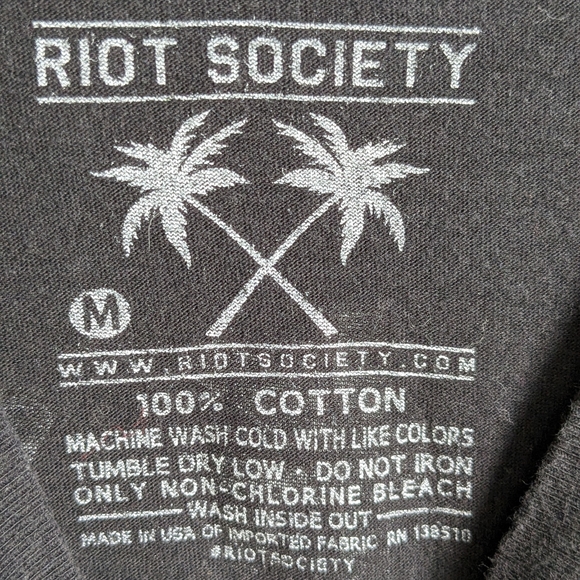 RIOT SOCIETY
M
WWW.RIOTSOCIETY.COM
100% COTTON
MACHINE WASH COLD WITH LIKE COLORS
TUMBLE DRY LOW · DO NOT IRON
ONLY NON-CHLORINE BLEACH
WASH INSIDE OUT
MADE IN USA OF IMPORTED FABRIC RN 138510
#RIOTSOCIETY